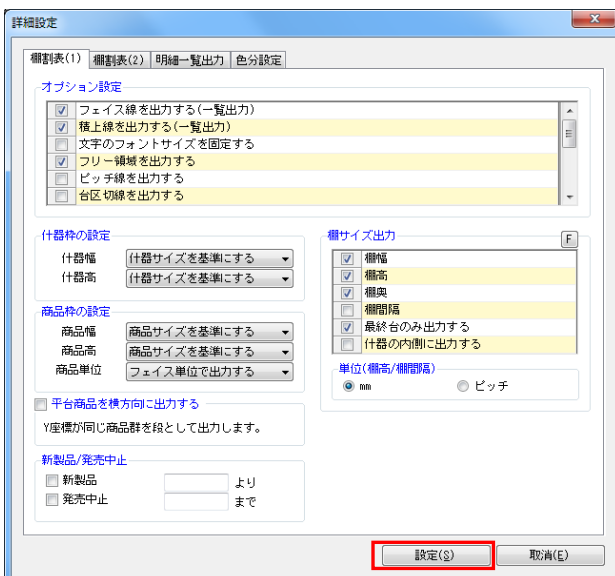 詳細設定
棚割表(1) 棚割表(2) 明細一覧出力 色分設定
オプション設定
フェイス線を出力する(一覧出力)
積上線を出力する(一覧出力)
文字のフォントサイズを固定する
フリー領域を出力する
ピッチ線を出力する
台区切線を出力する
什器枠の設定
什器幅 什器サイズを基準にする
什器高 什器サイズを基準にする
商品枠の設定
商品幅 商品サイズを基準にする
商品高 商品サイズを基準にする
商品単位 フェイス単位で出力する
平台商品を横方向に出力する
Y座標が同じ商品群を段として出力します。
新製品/発売中止
新製品 より
発売中止 まで
棚サイズ出力 F
棚幅
棚高
棚奥
棚間隔
最終台のみ出力する
什器の内側に出力する
単位(棚高/棚間隔)
mm ピッチ
設定(S) 取消(E)